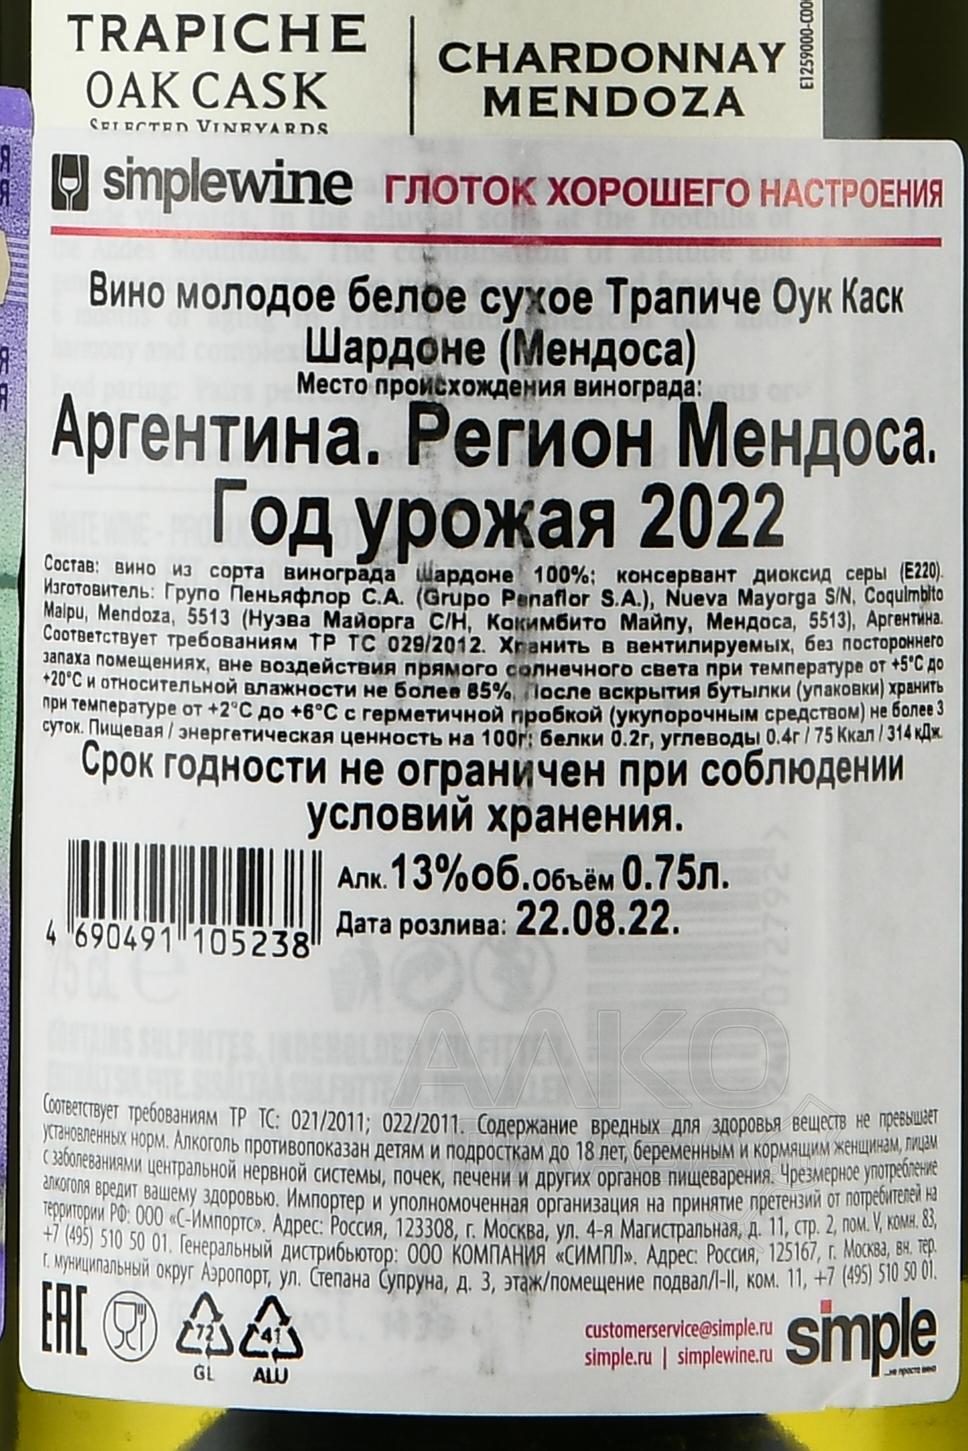 TRAPICHE
OAK CASK
SELECTED VINEYARDS
CHARDONNAY
MENDOZA
simplewine ГЛОТОК ХОРОШЕГО НАСТРОЕНИЯ
Вино молодое белое сухое Трапиче Оук Каск
Шардоне (Мендоса)
Место происхождения винограда:
Аргентина. Регион Мендоса.
Год урожая 2022
Состав: вино из сорта винограда Шардоне 100%; консервант диоксид серы (Е220).
Изготовитель: Групо Пеньяфлор С.А. (Grupo Penaflor S.A.), Nueva Mayorga S/N, Coquimbito
Maipu, Mendoza, 5513 (Нуэва Майорга С/Н, Кокимбито Майпу, Мендоса, 5513), Аргентина.
Соответствует требованиям ТР ТС 029/2012. Хранить в вентилируемых, без постороннего
запаха помещениях, вне воздействия прямого солнечного света при температуре от +5°С до
+20°С и относительной влажности не более 85%. После вскрытия бутылки (упаковки) хранить
при температуре от +2°С до +6°С с герметичной пробкой (укупорочным средством) не более 3
суток. Пищевая / энергетическая ценность на 100г: белки 0.2г, углеводы 0.4г / 75 Ккал / 314 кДж.
Срок годности не ограничен при соблюдении
условий хранения.
Алк. 13%об. Объём 0.75л.
Дата розлива: 22.08.22.
4 690491 105238
АЛКО
Соответствует требованиям ТР ТС: 021/2011; 022/2011. Содержание вредных для здоровья веществ не превышает
установленных норм. Алкоголь противопоказан детям и подросткам до 18 лет, беременным и кормящим женщинам, лицам
с заболеваниями центральной нервной системы, почек, печени и других органов пищеварения. Чрезмерное употребление
алкоголя вредит вашему здоровью. Импортер и уполномоченная организация на принятие претензий от потребителей на
территории РФ: ООО «С-Импортс». Адрес: Россия, 123308, г. Москва, ул. 4-я Магистральная, д. 11, стр. 2, пом. V, комн. 83,
+7 (495) 510 50 01. Генеральный дистрибьютор: ООО КОМПАНИЯ «СИМПЛ». Адрес: Россия, 125167, г. Москва, вн. тер.
г. муниципальный округ Аэропорт, ул. Степана Супруна, д. 3, этаж/помещение подвал/I-II, ком. 11, +7 (495) 510 50 01.
EAC
72
GL
41
ALU
customerservice@simple.ru
simple.ru | simplewine.ru
simple
...не просто вино